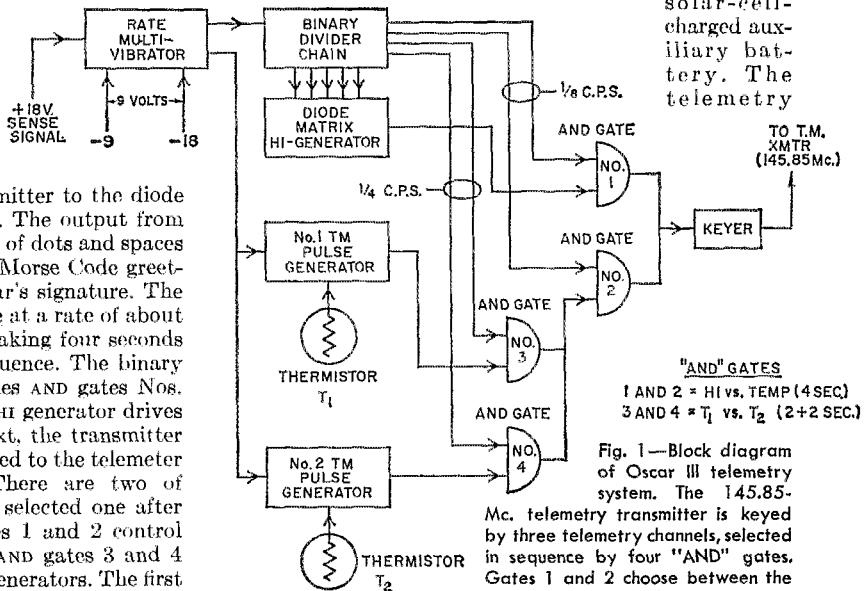 solar-cell-
charged aux-
iliary bat-
tery. The
telemetry
RATE
MULTI-
VIBRATOR
BINARY
DIVIDER
CHAIN
+18V.
SENSE
SIGNAL
9 VOLTS
-9
-18
DIODE
MATRIX
HI-GENERATOR
1/8 C.P.S.
1/4 C.P.S.
AND GATE
NO.
1
TO T.M.
XMTR
(145.85Mc.)
KEYER
AND GATE
NO.
2
No.1 TM
PULSE
GENERATOR
THERMISTOR
T1
AND GATE
NO.
3
AND GATE
NO.
4
No.2 TM
PULSE
GENERATOR
THERMISTOR
T2
"AND" GATES
1 AND 2 = HI vs. TEMP (4 SEC.)
3 AND 4 = T1 vs. T2 (2+2 SEC.)
mitter to the diode
. The output from
of dots and spaces
Morse Code greet-
ar's signature. The
e at a rate of about
aking four seconds
uence. The binary
es AND gates Nos.
HI generator drives
xt, the transmitter
ed to the telemeter
There are two of
selected one after
es 1 and 2 control
AND gates 3 and 4
enerators. The first
Fig. 1—Block diagram
of Oscar III telemetry
system. The 145.85-
Mc. telemetry transmitter is keyed
by three telemetry channels, selected
in sequence by four "AND" gates.
Gates 1 and 2 choose between the